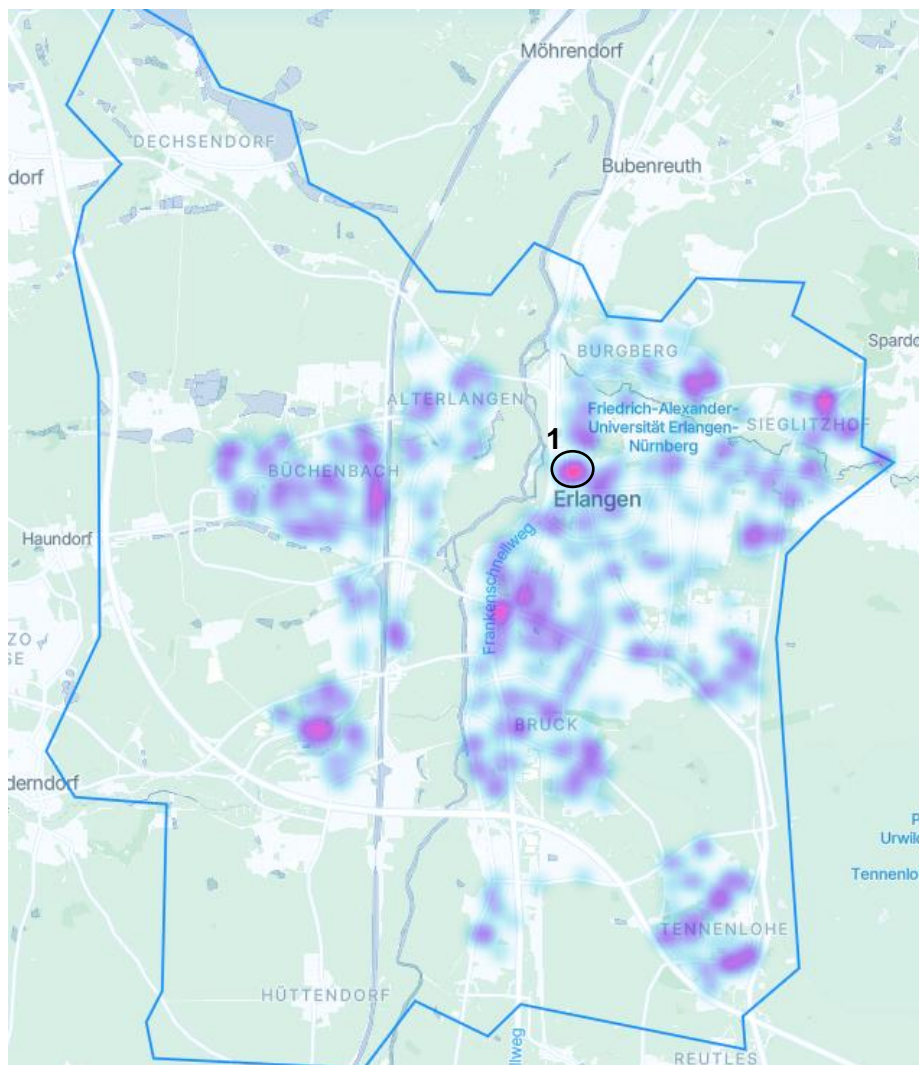 Möhrendorf
DECHSENDORF
Bubenreuth
dorf
Spardo
BURGBERG
ALTERLANGEN
Friedrich-Alexander-
Universität Erlangen-
Nürnberg
SIEGLITZHOF
1
BÜCHENBACH
Erlangen
Haundorf
Frankenschnellweg
ZO
SE
BRUCK
derndorf
P
Urwild
Tennenlo
TENNENLOHE
HÜTTENDORF
llweg
REUTLES